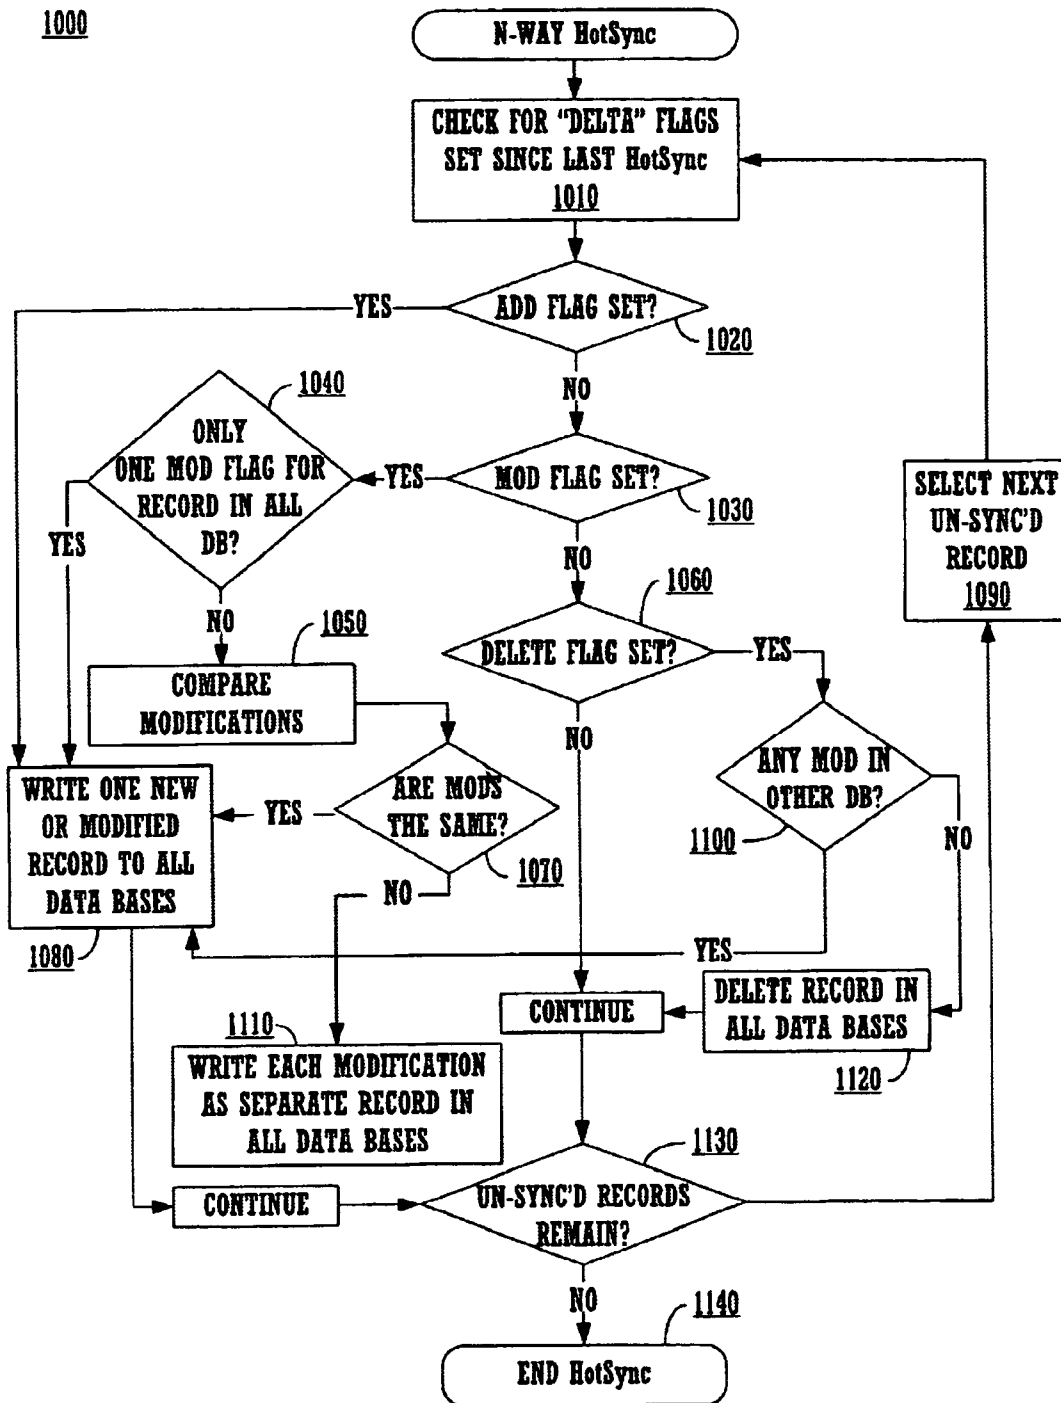 1000
N-WAY HotSync
CHECK FOR "DELTA" FLAGS
SET SINCE LAST HotSync
1010
YES
ADD FLAG SET?
1020
NO
1040
ONLY
ONE MOD FLAG FOR
RECORD IN ALL
DB?
YES
MOD FLAG SET?
1030
SELECT NEXT
UN-SYNC'D
RECORD
1090
YES
NO
NO
1050
1060
DELETE FLAG SET?
YES
COMPARE
MODIFICATIONS
NO
ANY MOD IN
OTHER DB?
1100
NO
WRITE ONE NEW
OR MODIFIED
RECORD TO ALL
DATA BASES
1080
YES
ARE MODS
THE SAME?
1070
NO
YES
CONTINUE
DELETE RECORD IN
ALL DATA BASES
1120
1110
WRITE EACH MODIFICATION
AS SEPARATE RECORD IN
ALL DATA BASES
1130
CONTINUE
UN-SYNC'D RECORDS
REMAIN?
NO
1140
END HotSync